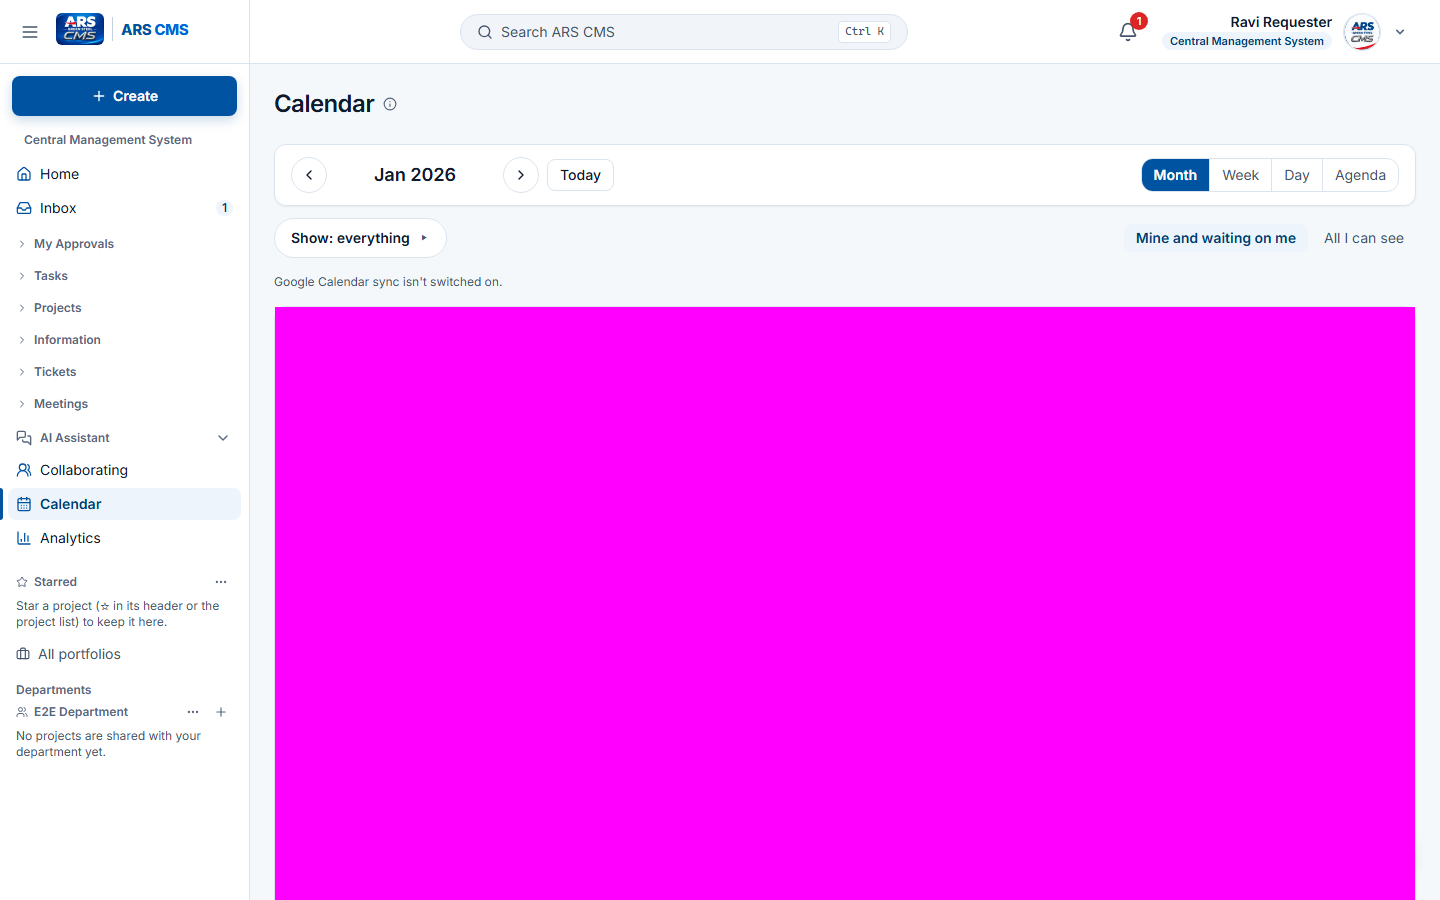 ARS
GREEN STEEL
CMS
ARS CMS
Search ARS CMS
Ctrl K
1
Ravi Requester
Central Management System
ARS
CMS
Create
Central Management System
Home
Inbox
1
My Approvals
Tasks
Projects
Information
Tickets
Meetings
AI Assistant
Collaborating
Calendar
Analytics
Starred
Star a project (☆ in its header or the
project list) to keep it here.
All portfolios
Departments
E2E Department
No projects are shared with your
department yet.
Calendar
Jan 2026
Today
Month
Week
Day
Agenda
Show: everything
Mine and waiting on me
All I can see
Google Calendar sync isn't switched on.